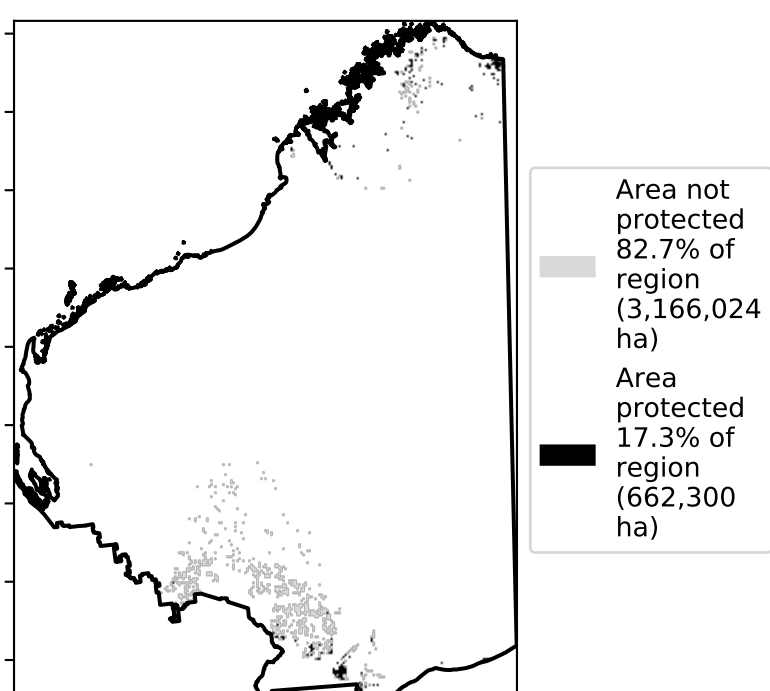 Area not
protected
82.7% of
region
(3,166,024
ha)
Area
protected
17.3% of
region
(662,300
ha)